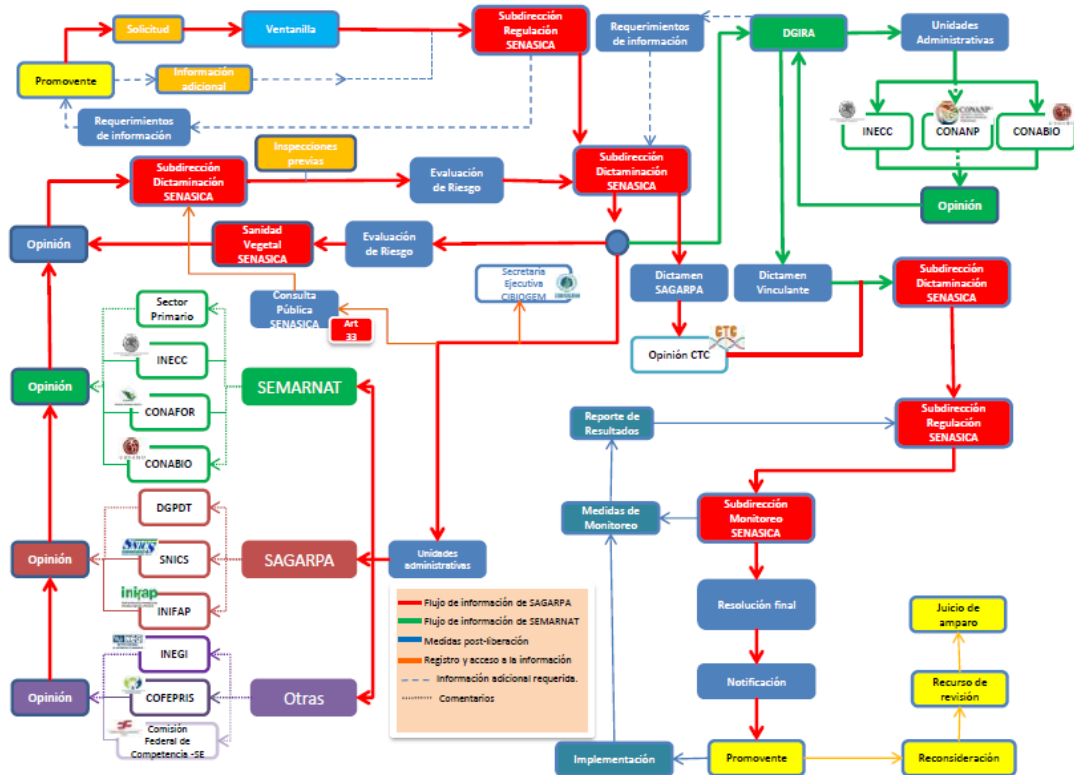 Solicitud
Ventanilla
Subdirección
Regulación
SENASICA
Promovente
Información
adicional
Requerimientos
de información
Requerimientos
de información
DGIRA
Unidades
Administrativas
INECC
CONANP
CONANP
CONABIO
Opinión
Inspecciones
previas
Subdirección
Dictaminación
SENASICA
Evaluación
de Riesgo
Subdirección
Dictaminación
SENASICA
Opinión
Sanidad
Vegetal
SENASICA
Evaluación
de Riesgo
Secretaria
Ejecutiva
CIBIOGEM
Consulta
Pública
SENASICA
Art
33
Dictamen
SAGARPA
Dictamen
Vinculante
Subdirección
Dictaminación
SENASICA
CTC
Opinión CTC
Sector
Primario
INECC
Opinión
CONAFOR
SEMARNAT
CONABIO
Reporte de
Resultados
Subdirección
Regulación
SENASICA
DGPDT
Medidas de
Monitoreo
Subdirección
Monitoreo
SENASICA
Opinión
SNICS
SNICS
SAGARPA
Unidades
administrativas
inifap
INIFAP
Flujo de información de SAGARPA
Flujo de información de SEMARNAT
Medidas post-liberación
Registro y acceso a la información
Información adicional requerida.
Comentarios
Resolución final
Juicio de
amparo
INEGI
INEGI
Opinión
COFEPRIS
Otras
Notificación
Recurso de
revisión
Comisión
Federal de
Competencia -SE
Implementación
Promovente
Reconsideración